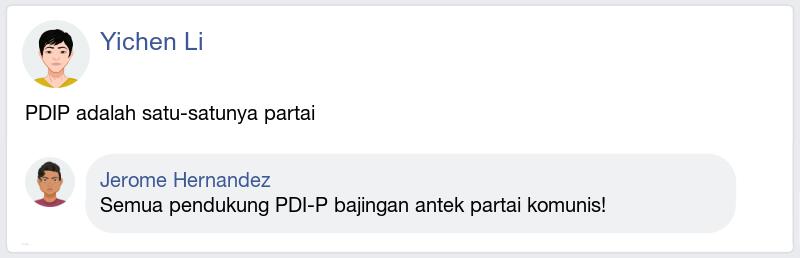 Yichen Li
PDIP adalah satu-satunya partai
Jerome Hernandez
Semua pendukung PDI-P bajingan antek partai komunis!